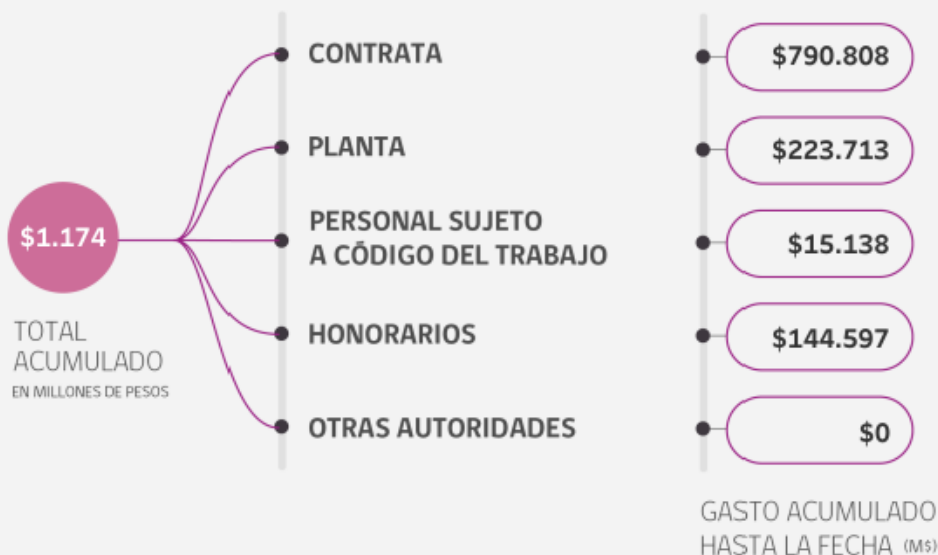 CONTRATA
$790.808
PLANTA
$223.713
PERSONAL SUJETO
A CÓDIGO DEL TRABAJO
$15.138
$1.174
TOTAL
ACUMULADO
EN MILLONES DE PESOS
HONORARIOS
$144.597
OTRAS AUTORIDADES
$0
GASTO ACUMULADO
HASTA LA FECHA (M$)